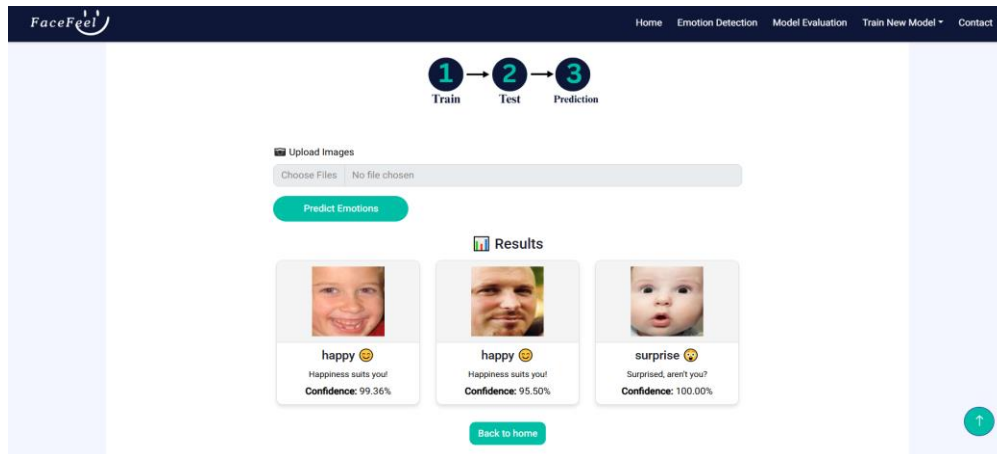 FaceFeel
Home Emotion Detection Model Evaluation Train New Model Contact
1 2 3
Train Test Prediction
Upload Images
Choose Files No file chosen
Predict Emotions
Results
happy happy surprise
Happiness suits you! Happiness suits you! Surprised, aren't you?
Confidence: 99.36% Confidence: 95.50% Confidence: 100.00%
Back to home